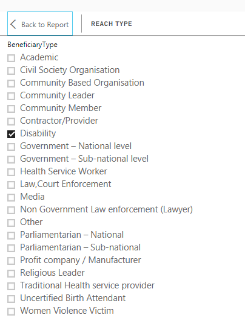 Back to Report
REACH TYPE
BeneficiaryType
Academic
Civil Society Organisation
Community Based Organisation
Community Leader
Community Member
Contractor/Provider
Disability
Government – National level
Government – Sub-national level
Health Service Worker
Law,Court Enforcement
Media
Non Government Law enforcement (Lawyer)
Other
Parliamentarian – National
Parliamentarian – Sub-national
Profit company / Manufacturer
Religious Leader
Traditional Health service provider
Uncertified Birth Attendant
Women Violence Victim